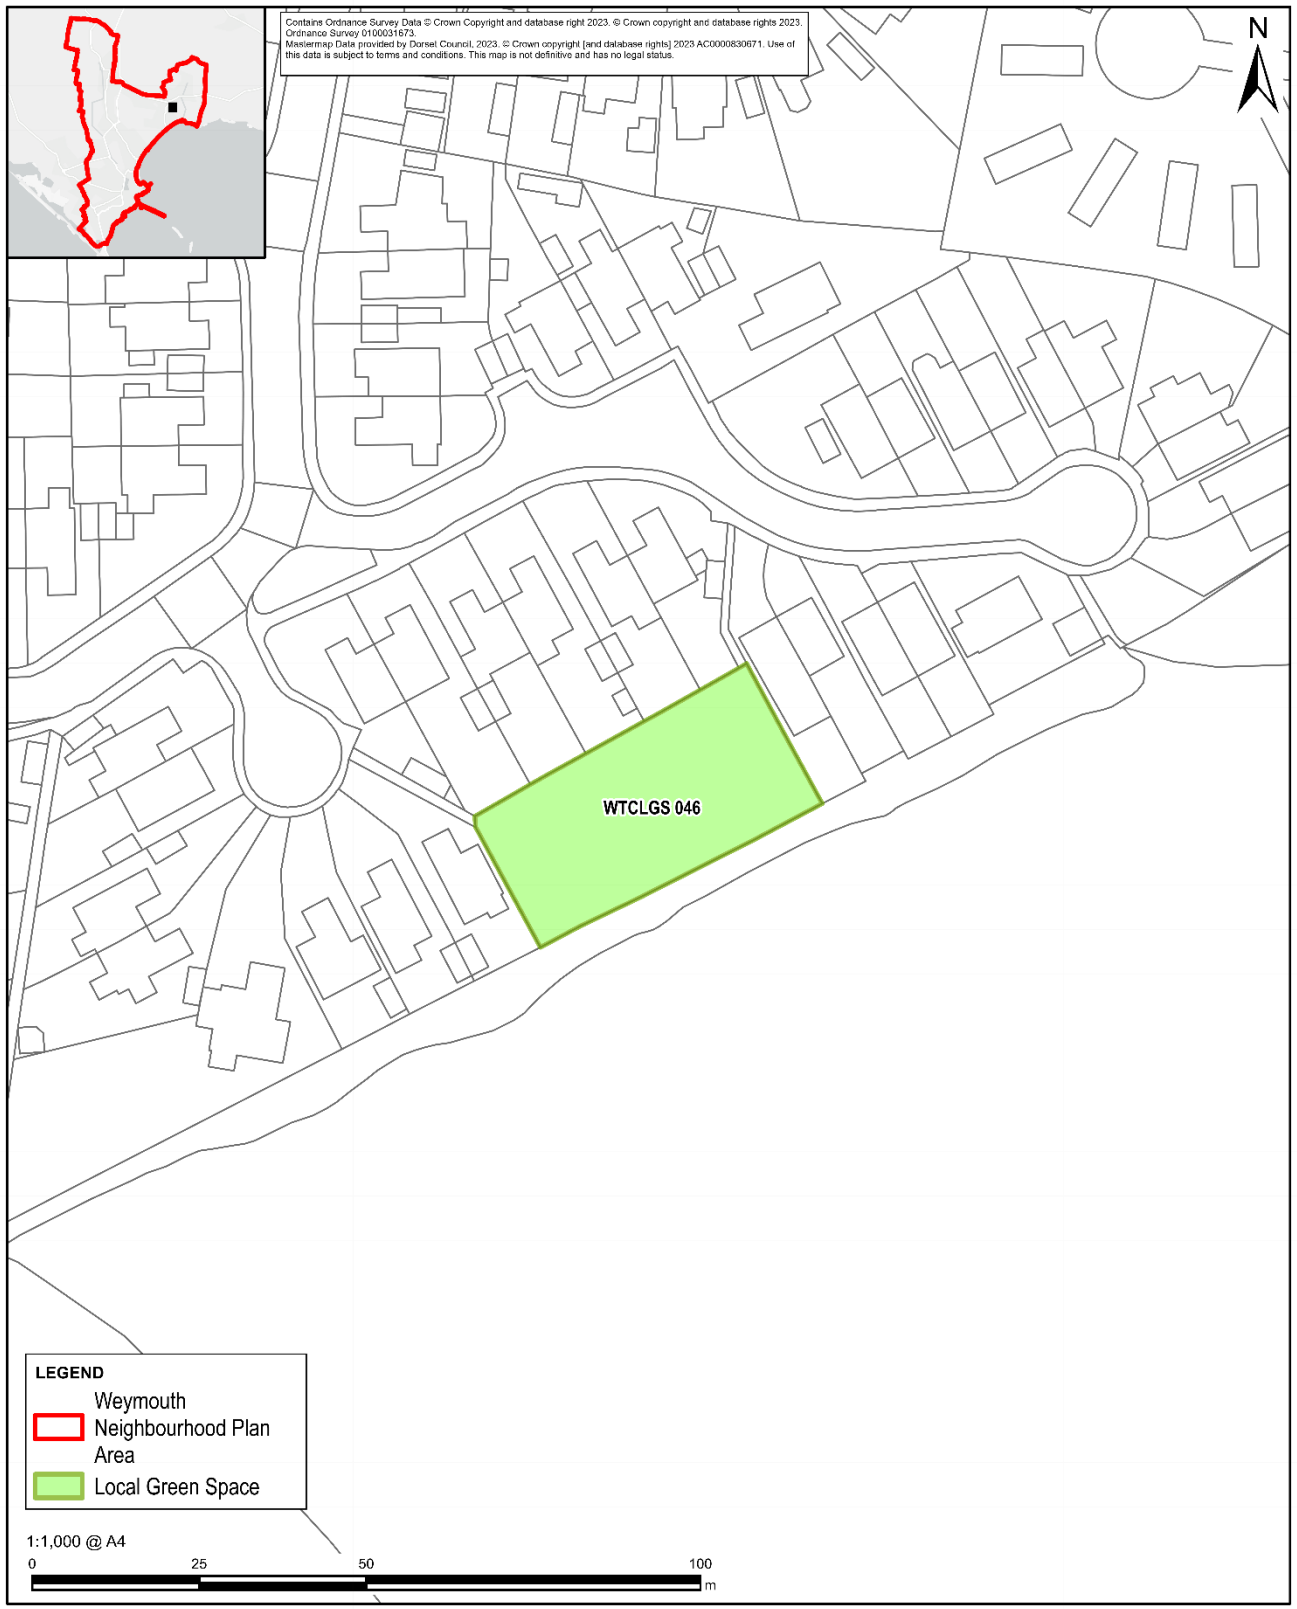 Contains Ordnance Survey Data © Crown Copyright and database right 2023. © Crown copyright and database rights 2023.
Ordnance Survey 0100031673.
Mastermap Data provided by Dorset Council, 2023. © Crown copyright [and database rights] 2023 AC0000830671. Use of
this data is subject to terms and conditions. This map is not definitive and has no legal status.
N
WTCLGS 046
LEGEND
Weymouth
Neighbourhood Plan
Area
Local Green Space
1:1,000 @ A4
0 25 50 100
m